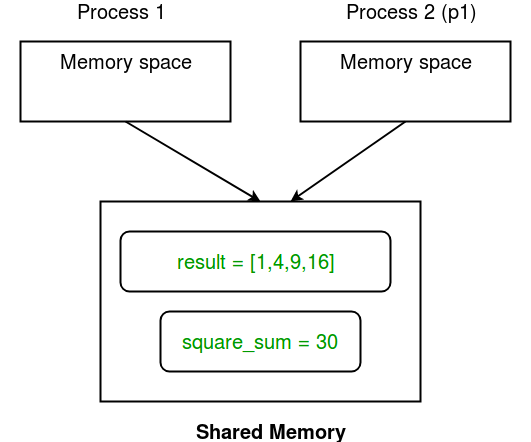 Process 1
Process 2 (p1)
Memory space
Memory space
result = [1,4,9,16]
square_sum = 30
Shared Memory